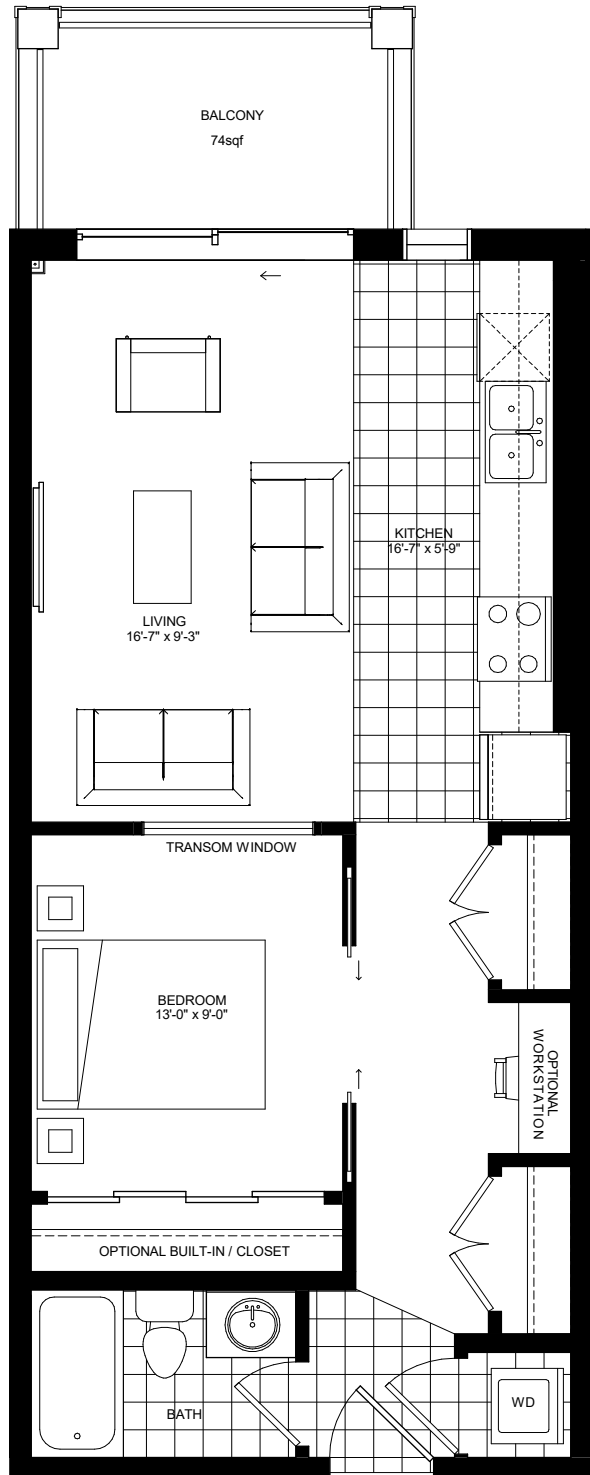 BALCONY
74sqf
KITCHEN
16'-7" x 5'-9"
LIVING
16'-7" x 9'-3"
TRANSOM WINDOW
BEDROOM
13'-0" x 9'-0"
OPTIONAL
WORKSTATION
OPTIONAL BUILT-IN / CLOSET
WD
BATH